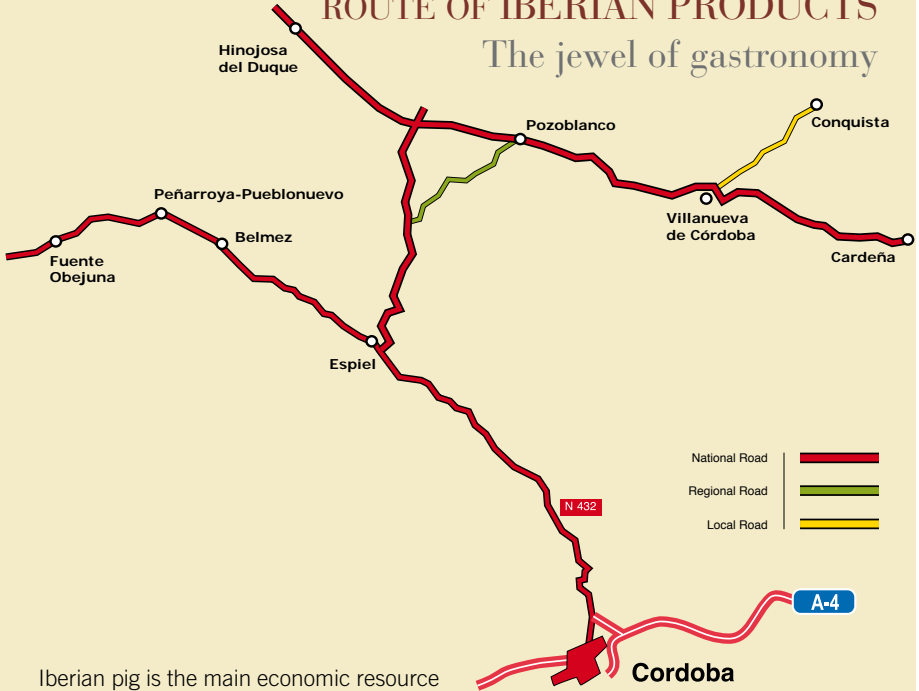 ROUTE OF IBERIAN PRODUCTS
The jewel of gastronomy
Hinojosa
del Duque
Pozoblanco
Conquista
Peñarroya-Pueblonuevo
Villanueva
de Córdoba
Belmez
Cardeña
Fuente
Obejuna
Espiel
National Road
Regional Road
Local Road
N 432
A-4
Cordoba
Iberian pig is the main economic resource